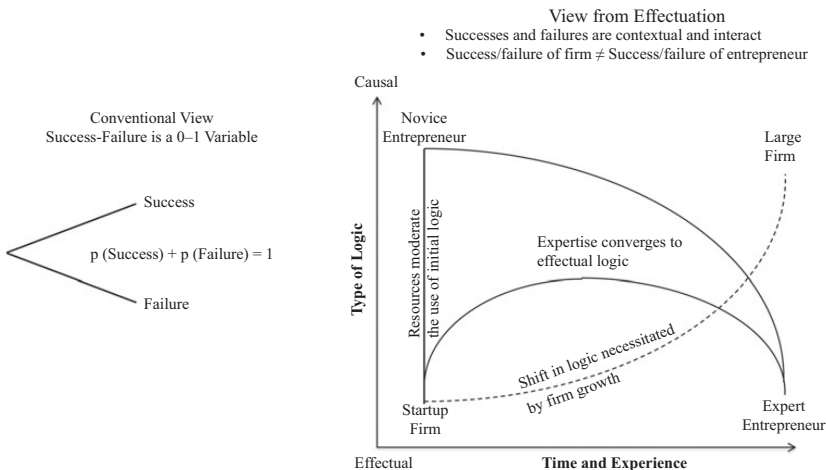 View from Effectuation
• Successes and failures are contextual and interact
• Success/failure of firm ≠ Success/failure of entrepreneur
Conventional View
Success-Failure is a 0–1 Variable
Success
p (Success) + p (Failure) = 1
Failure
Causal
Novice
Entrepreneur
Large
Firm
Type of Logic
Resources moderate
the use of initial logic
Expertise converges to
effectual logic
Shift in logic necessitated
by firm growth
Startup
Firm
Expert
Entrepreneur
Effectual
Time and Experience